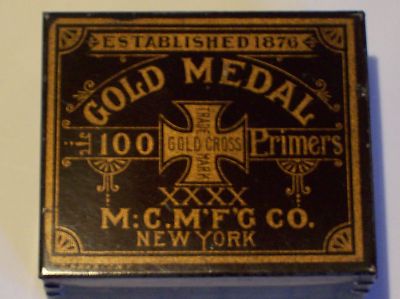 ESTABLISHED 1876
GOLD MEDAL
TRADE MARK
100 GOLD CROSS Primers
XXXX
M:C.M'F'G CO.
NEW YORK